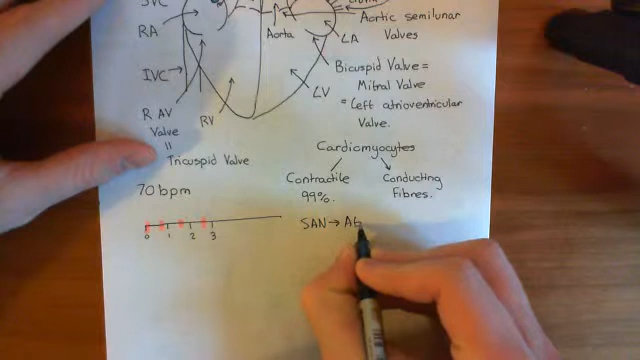 SVC
RA
IVC
R AV
Valve
=
Tricuspid Valve
RV
Aorta
LA
LV
Aortic semilunar
Valves
Bicuspid Valve =
Mitral Valve
= Left atrioventricular
Valve.
Cardiomyocytes
Contractile
99%.
Conducting
Fibres.
70 bpm
0 1 2 3
SAN → At